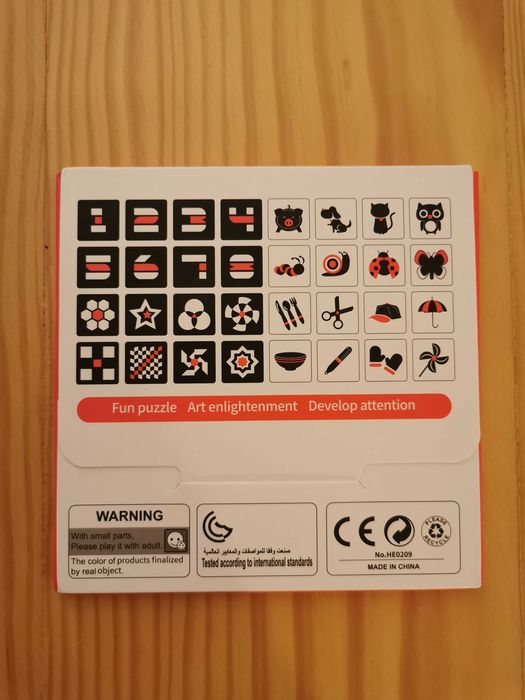 1 2 3 4
5 6 7 8
Fun puzzle Art enlightenment Develop attention
WARNING
With small parts,
Please play it with adult.
The color of products finalized
by real object.
صنعت وفقا للمواصفات والمعايير العالمية
Tested according to international standards
CE
PLEASE
RECYCLE
No.HE0209
MADE IN CHINA